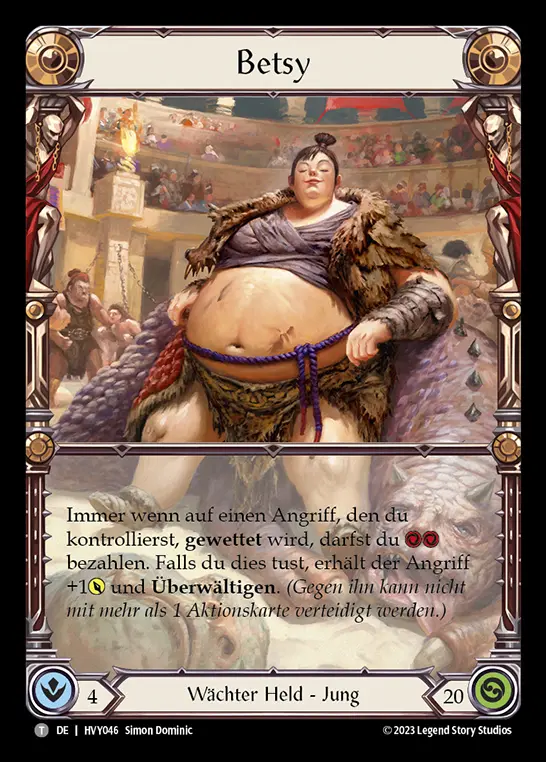 Betsy
Immer wenn auf einen Angriff, den du
kontrollierst, gewettet wird, darfst du
bezahlen. Falls du dies tust, erhält der Angriff
+1 und Überwältigen. (Gegen ihn kann nicht
mit mehr als 1 Aktionskarte verteidigt werden.)
4 Wächter Held - Jung 20
T DE | HVY046 Simon Dominic © 2023 Legend Story Studios